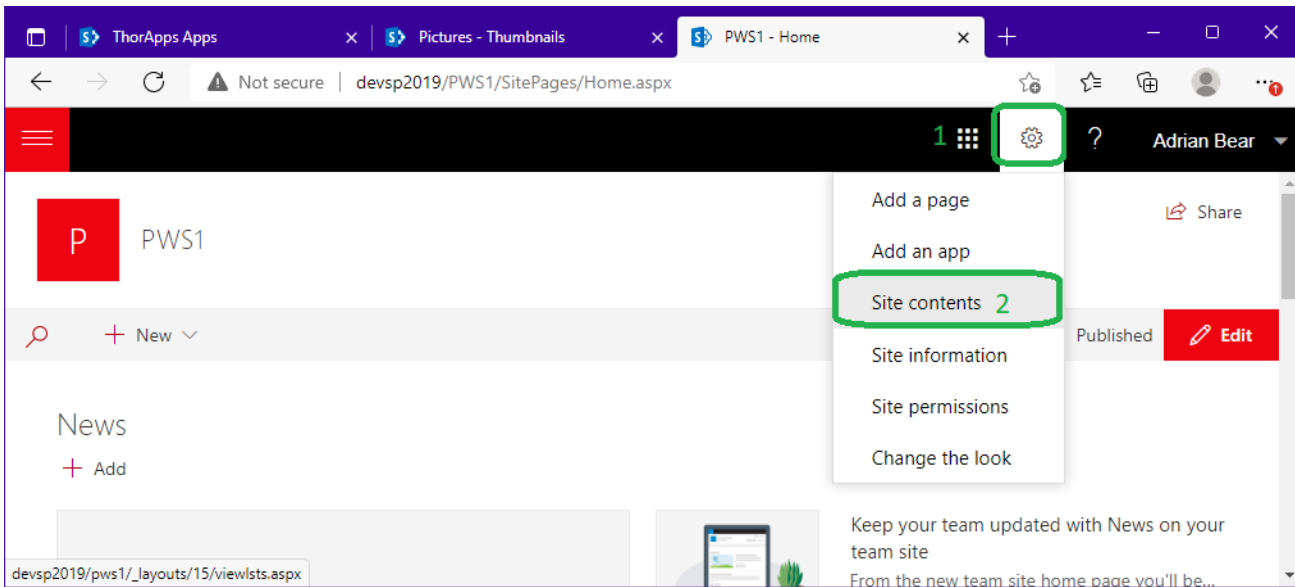 ThorApps Apps
Pictures - Thumbnails
PWS1 - Home
Not secure | devsp2019/PWS1/SitePages/Home.aspx
1
? Adrian Bear
Add a page
Share
P PWS1
Add an app
Site contents 2
New
Published
Edit
Site information
Site permissions
News
Change the look
Add
Keep your team updated with News on your
team site
From the new team site home page you'll be...
devsp2019/pws1/_layouts/15/viewlsts.aspx